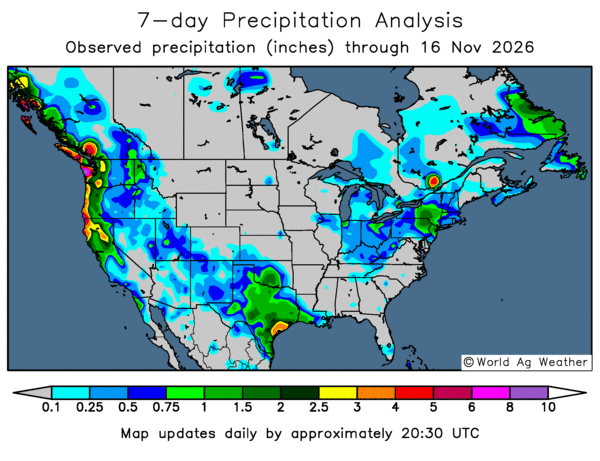 7-day Precipitation Analysis
Observed precipitation (inches) through 16 Nov 2026
© World Ag Weather
0.1 0.25 0.5 0.75 1 1.5 2 2.5 3 4 5 6 8 10
Map updates daily by approximately 20:30 UTC